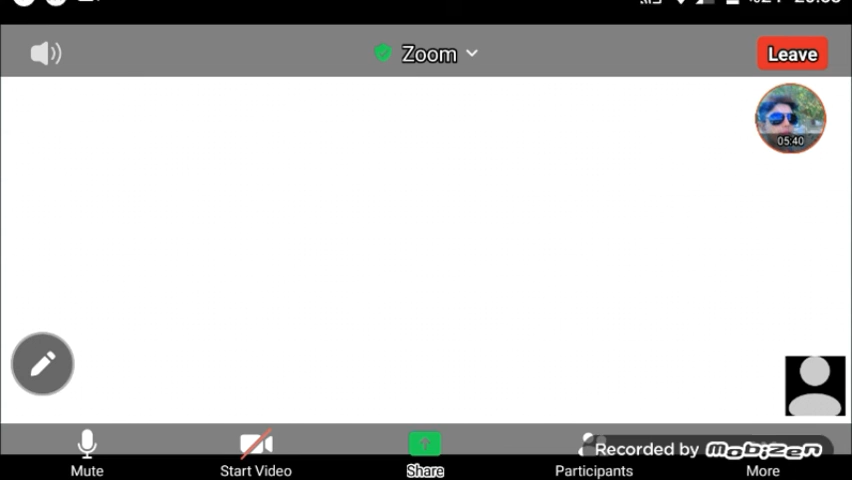 Zoom
Leave
05:40
Recorded by Mobizen
Mute
Start Video
Share
Participants
More